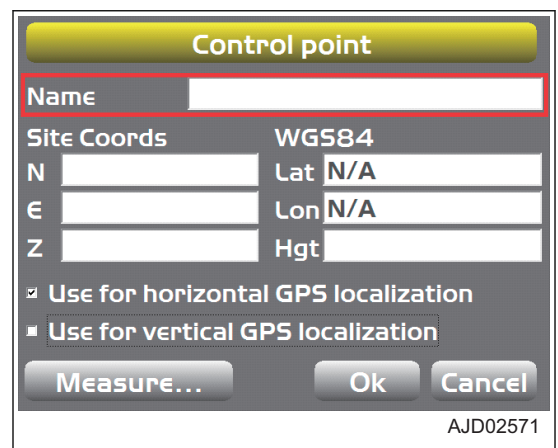 Control point
Name
Site Coords WGS84
N Lat N/A
E Lon N/A
Z Hgt
Use for horizontal GPS localization
Use for vertical GPS localization
Measure... Ok Cancel
AJD02571